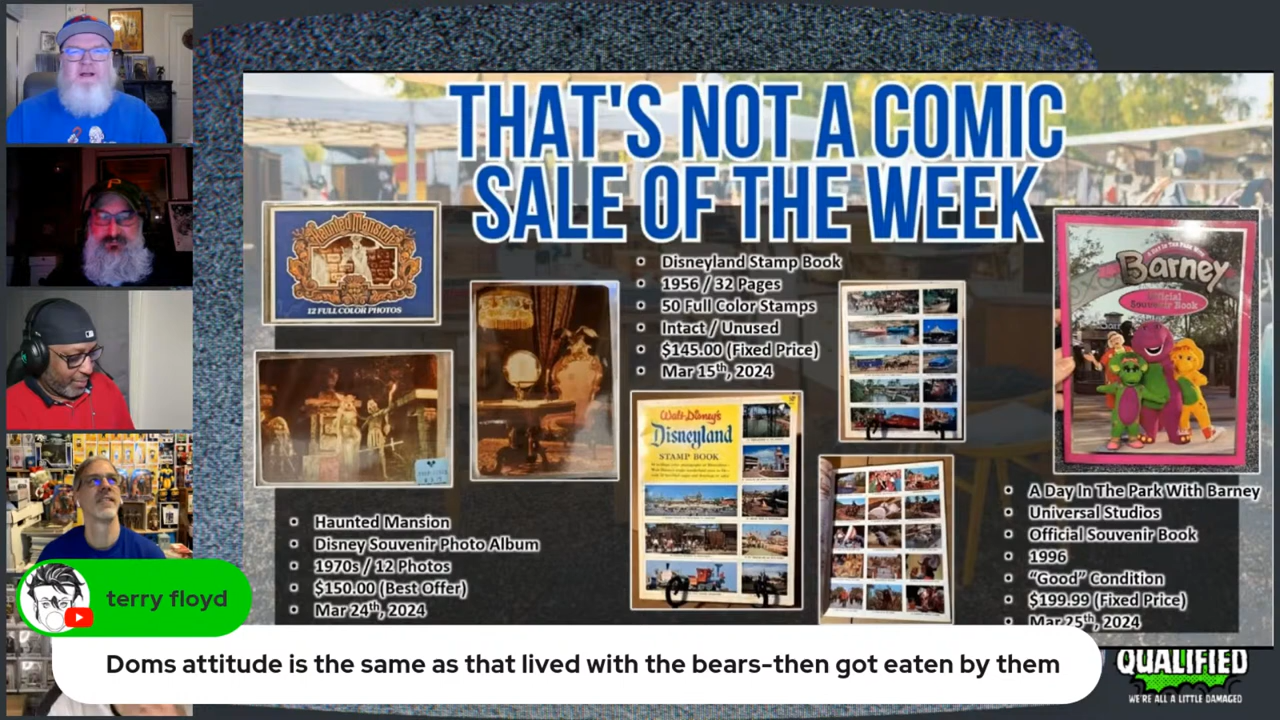 THAT'S NOT A COMIC
SALE OF THE WEEK
Haunted Mansion
12 FULL COLOR PHOTOS
• Disneyland Stamp Book
• 1956 / 32 Pages
• 50 Full Color Stamps
• Intact / Unused
• $145.00 (Fixed Price)
• Mar 15th, 2024
Walt Disney's
Disneyland
STAMP BOOK
A DAY IN THE PARK WITH
Barney
Official
Souvenir Book
• Haunted Mansion
• Disney Souvenir Photo Album
• 1970s / 12 Photos
• $150.00 (Best Offer)
• Mar 24th, 2024
• A Day In The Park With Barney
• Universal Studios
• Official Souvenir Book
• 1996
• “Good” Condition
• $199.99 (Fixed Price)
• Mar 25th, 2024
P
terry floyd
Doms attitude is the same as that lived with the bears-then got eaten by them
QUALIFIED
WE'RE ALL A LITTLE DAMAGED